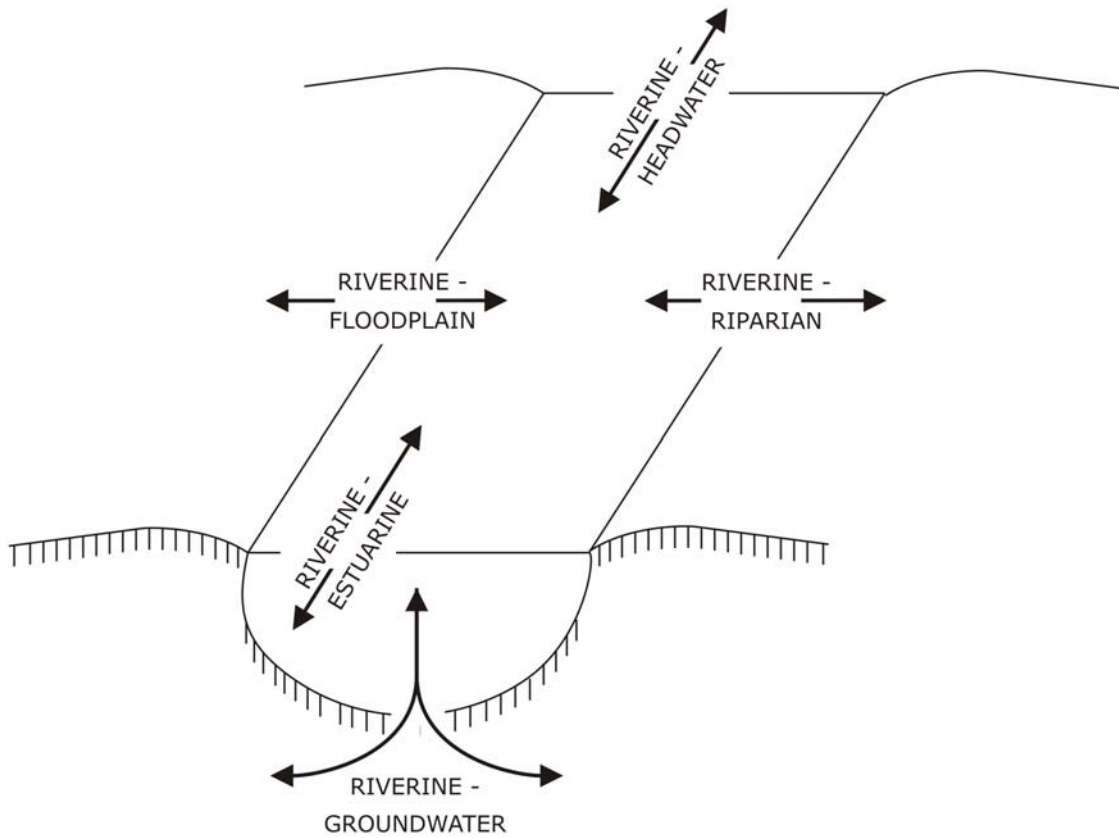 RIVERINE -
HEADWATER
RIVERINE -
FLOODPLAIN
RIVERINE -
RIPARIAN
RIVERINE -
ESTUARINE
RIVERINE -
GROUNDWATER